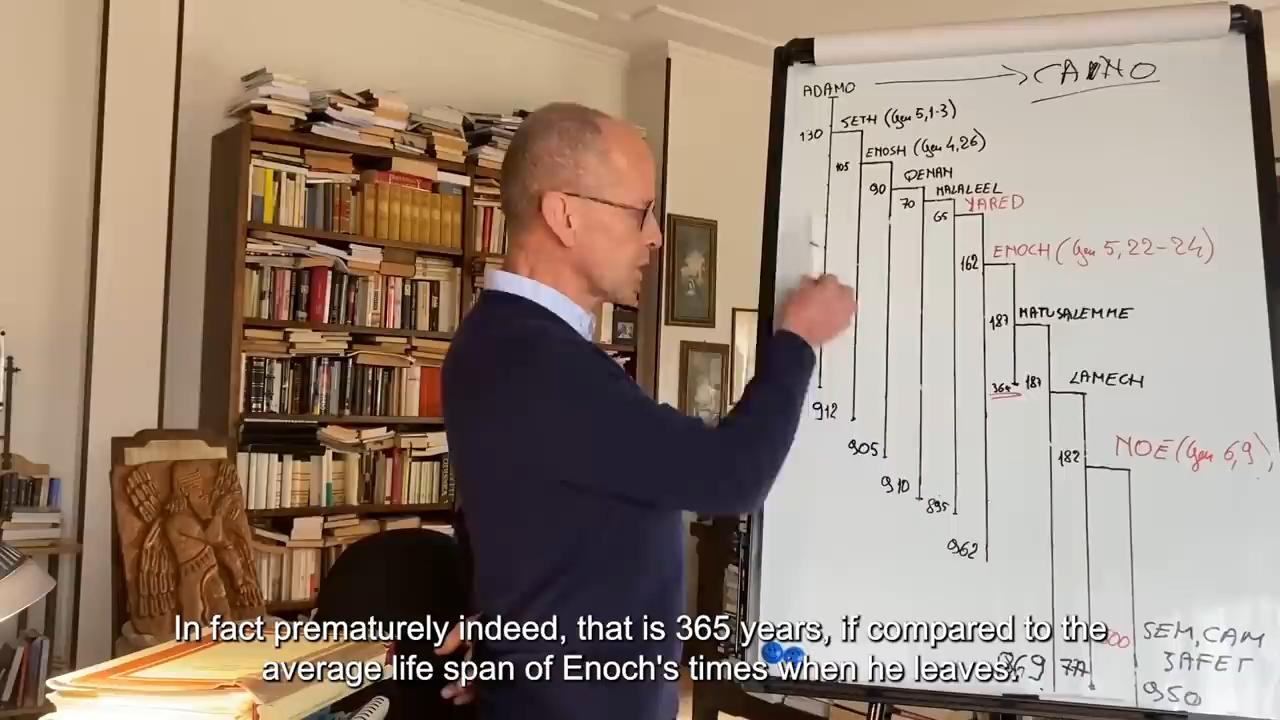 ADAMO CAINO
130 SETH (Gen 5,1-3)
105 ENOSH (Gen 4,26)
90 QENAN
70 MALALEEL
65 YARED
162 ENOCH (Gen 5,22-24)
187 MATUSALEMME
187 LAMECH
912
905
182 NOE (Gen 6,9),
910
895
962
In fact prematurely indeed, that is 365 years, if compared to the
average life span of Enoch's times when he leaves.
SEM, CAM
JAFET
969 777
950